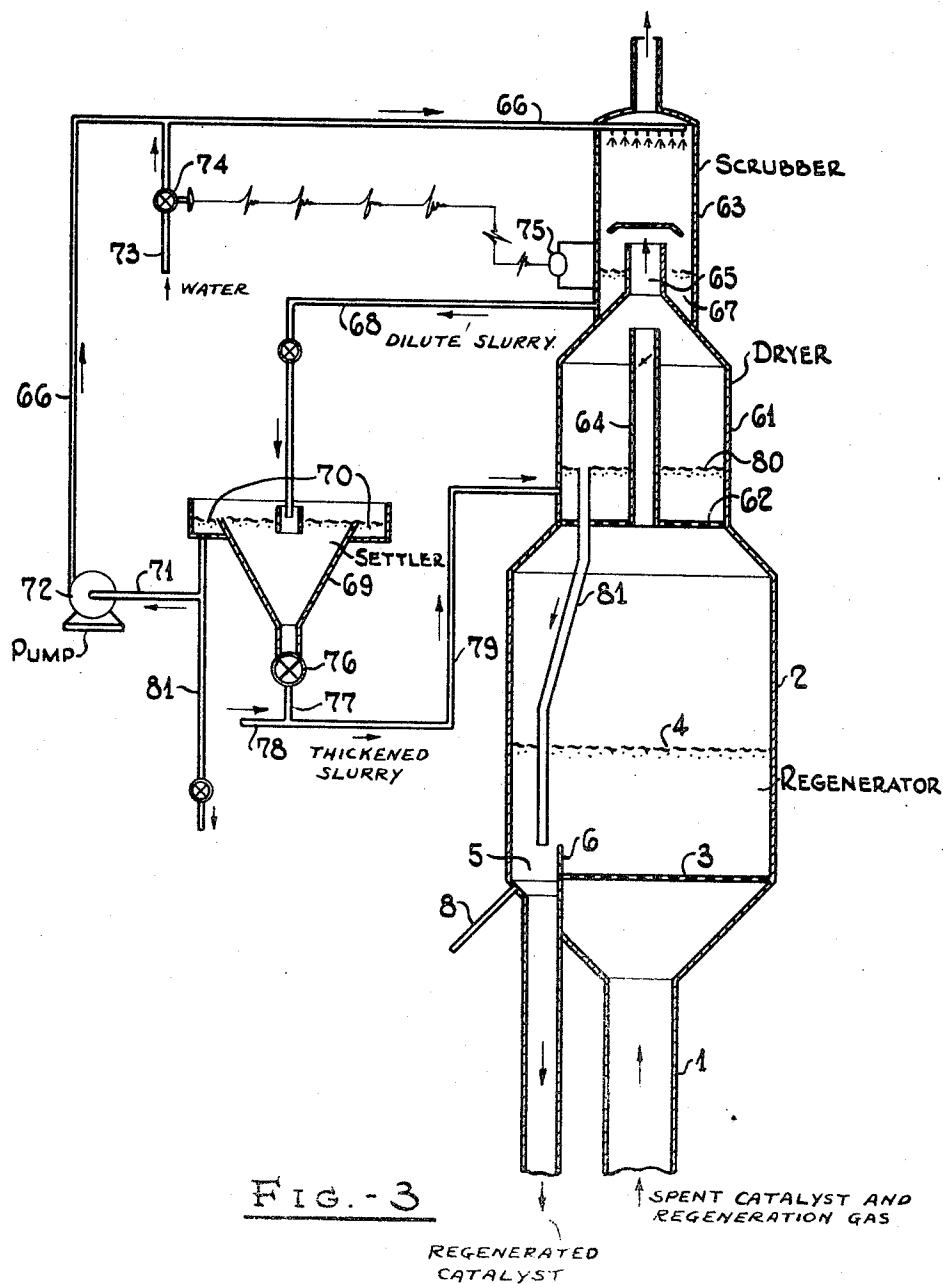 66
74
SCRUBBER
63
75
73
65
WATER
67
68
DILUTE SLURRY.
DRYER
66
64
61
80
70
62
SETTLER
71
69
72
81
79
PUMP
76
2
81
77
4
78
THICKENED
SLURRY
REGENERATOR
5
6
3
8
1
FIG.-3
SPENT CATALYST AND
REGENERATION GAS
REGENERATED
CATALYST